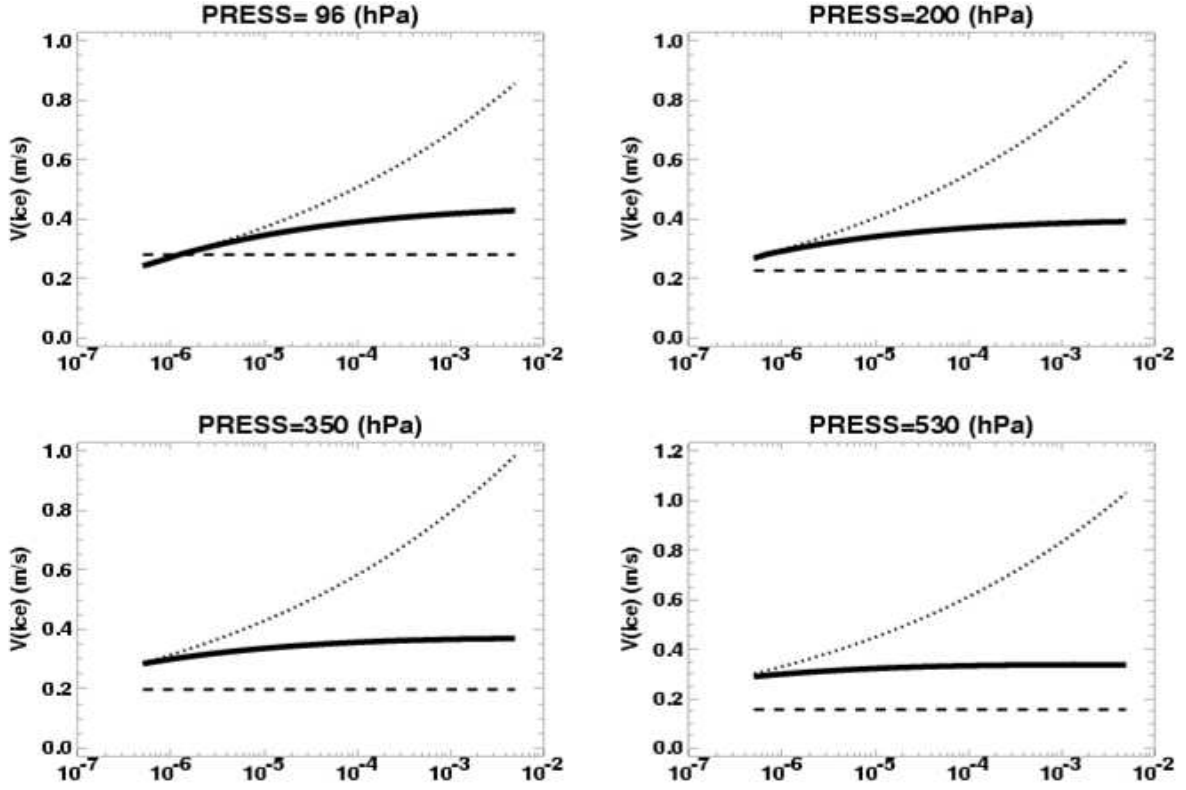 PRESS= 96 (hPa)
V(ice) (m/s)
1.0
0.8
0.6
0.4
0.2
0.0
10⁻⁷ 10⁻⁶ 10⁻⁵ 10⁻⁴ 10⁻³ 10⁻²
PRESS=200 (hPa)
V(ice) (m/s)
1.0
0.8
0.6
0.4
0.2
0.0
10⁻⁷ 10⁻⁶ 10⁻⁵ 10⁻⁴ 10⁻³ 10⁻²
PRESS=350 (hPa)
V(ice) (m/s)
1.0
0.8
0.6
0.4
0.2
0.0
10⁻⁷ 10⁻⁶ 10⁻⁵ 10⁻⁴ 10⁻³ 10⁻²
PRESS=530 (hPa)
V(ice) (m/s)
1.2
1.0
0.8
0.6
0.4
0.2
0.0
10⁻⁷ 10⁻⁶ 10⁻⁵ 10⁻⁴ 10⁻³ 10⁻²